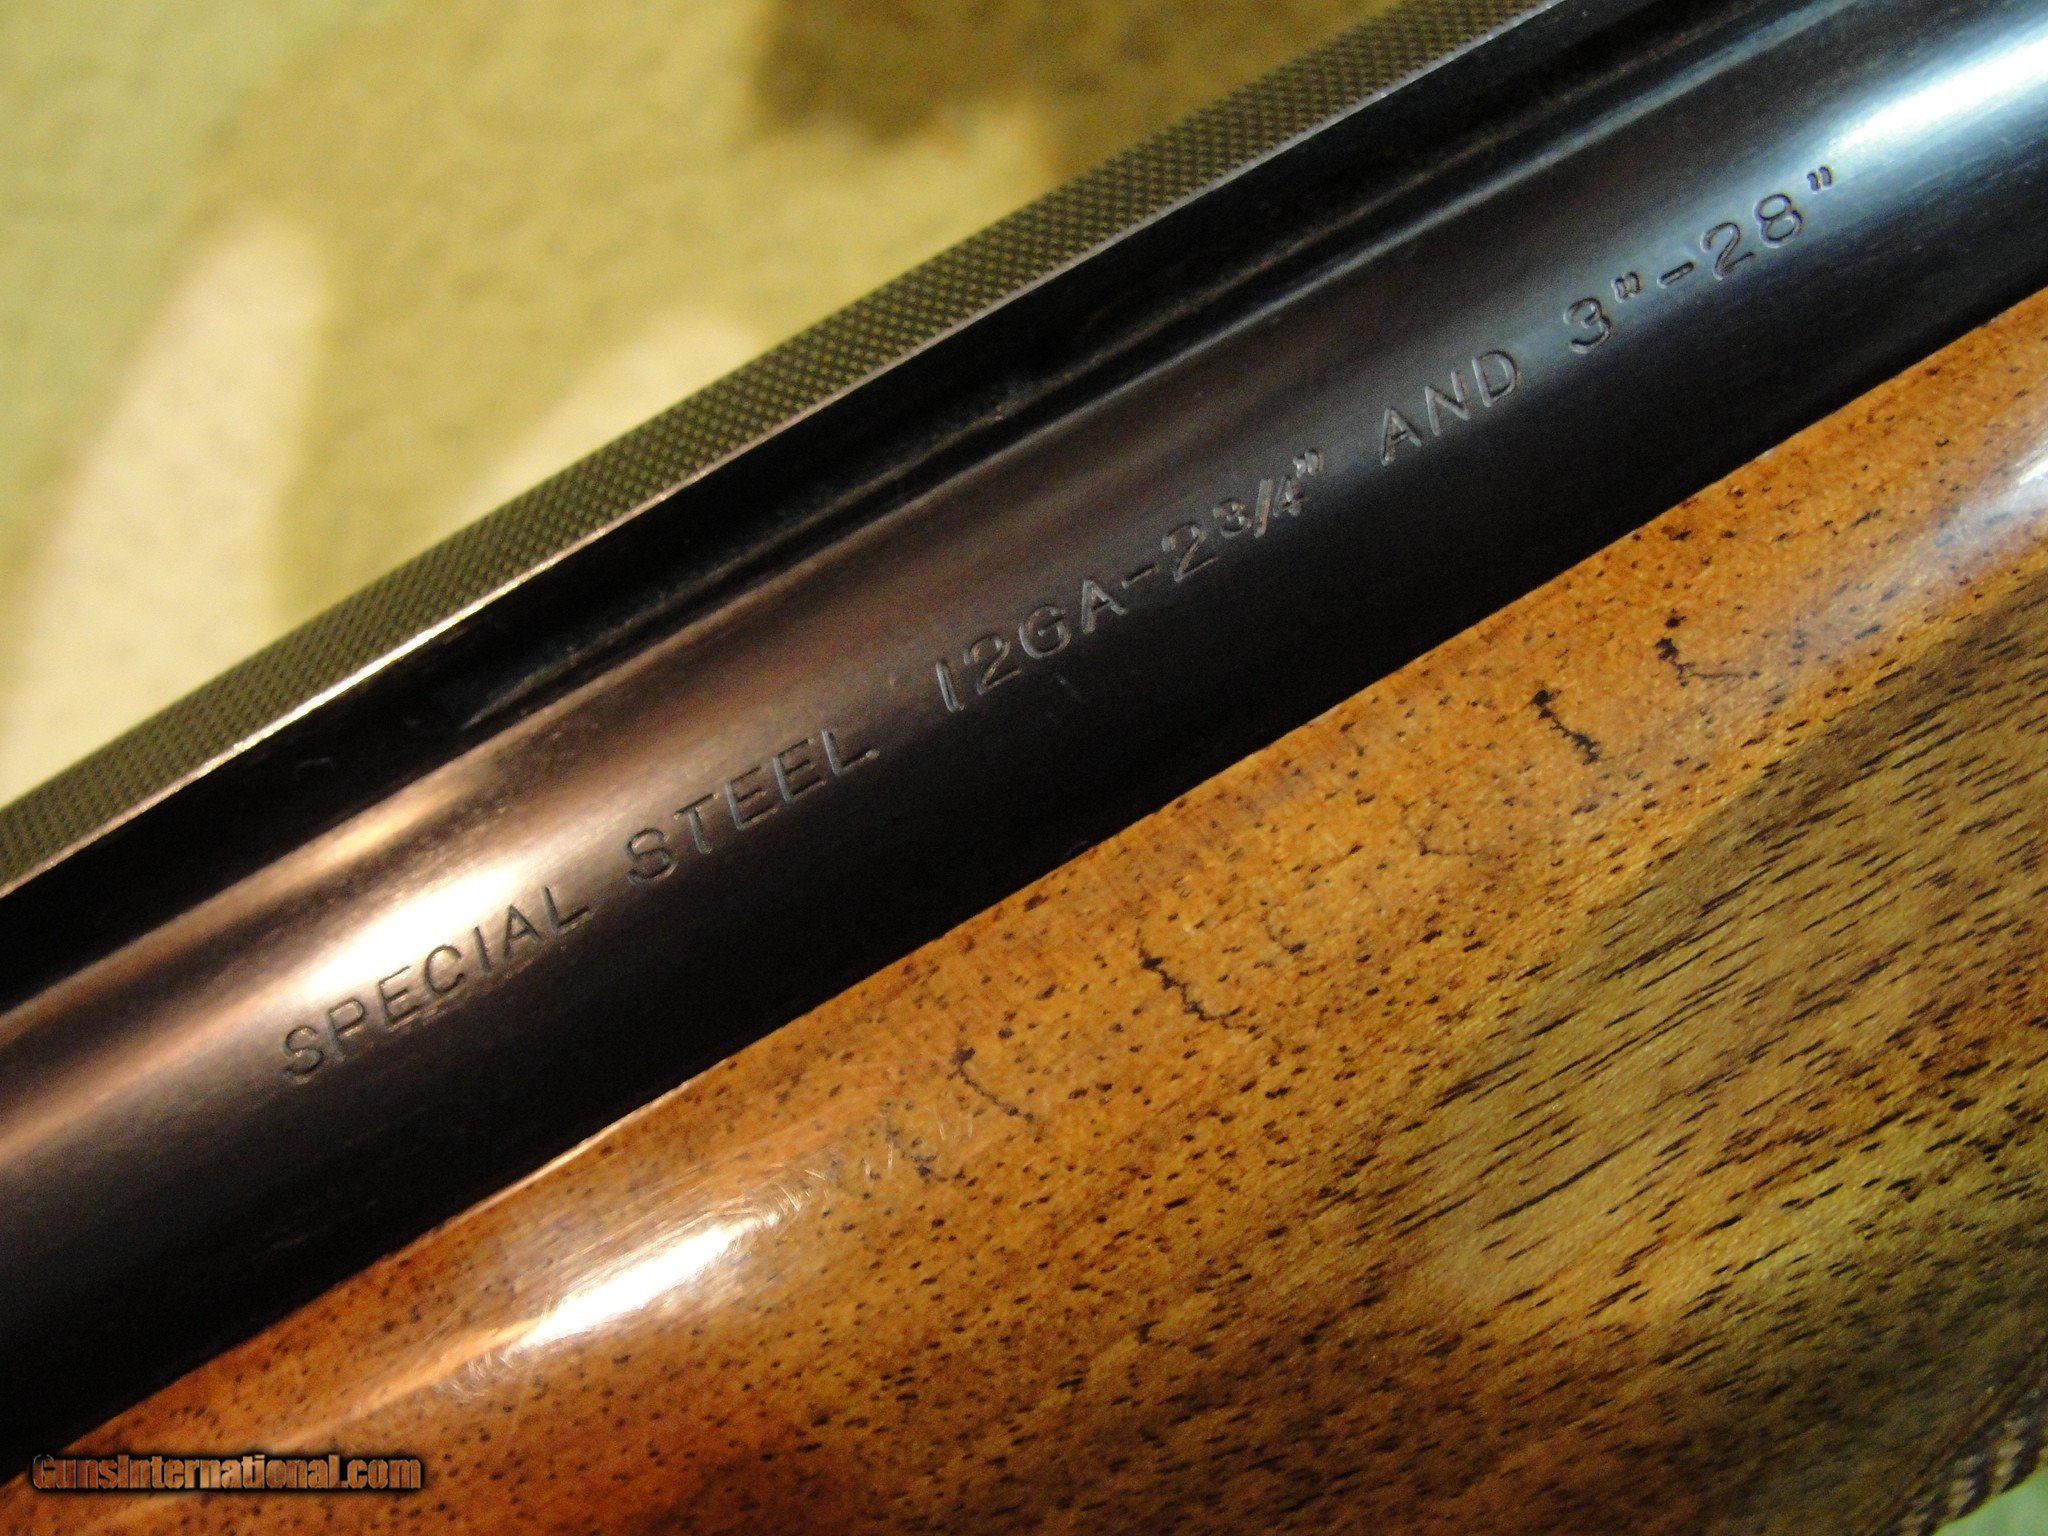 SPECIAL STEEL 12GA-2¾" AND 3"-28"
GunsInternational.com